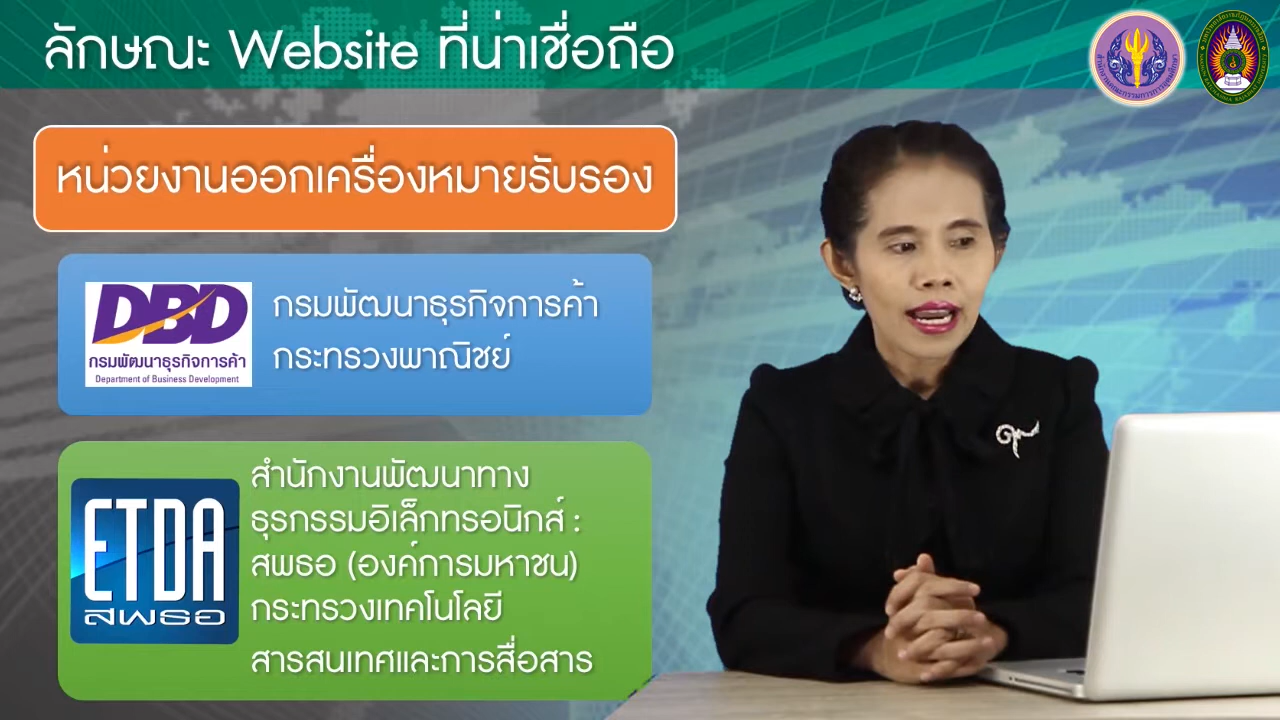 ลักษณะ Website ที่น่าเชื่อถือ
หน่วยงานออกเครื่องหมายรับรอง
DBD
กรมพัฒนาธุรกิจการค้า
Department of Business Development
กรมพัฒนาธุรกิจการค้า
กระทรวงพาณิชย์
ETDA
สพธอ
สำนักงานพัฒนาทาง
ธุรกรรมอิเล็กทรอนิกส์ :
สพธอ (องค์การมหาชน)
กระทรวงเทคโนโลยี
สารสนเทศและการสื่อสาร